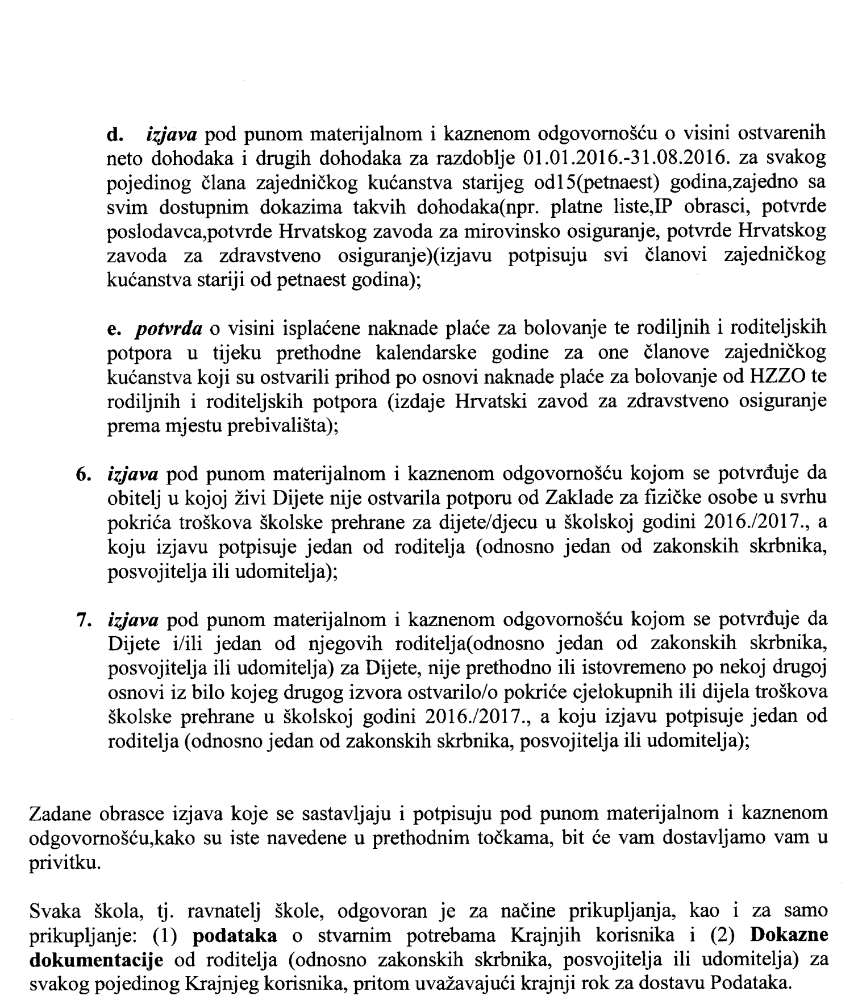 d. izjava pod punom materijalnom i kaznenom odgovornošću o visini ostvarenih
neto dohodaka i drugih dohodaka za razdoblje 01.01.2016.-31.08.2016. za svakog
pojedinog člana zajedničkog kućanstva starijeg od15(petnaest) godina,zajedno sa
svim dostupnim dokazima takvih dohodaka(npr. platne liste,IP obrasci, potvrde
poslodavca,potvrde Hrvatskog zavoda za mirovinsko osiguranje, potvrde Hrvatskog
zavoda za zdravstveno osiguranje)(izjavu potpisuju svi članovi zajedničkog
kućanstva stariji od petnaest godina);
e. potvrda o visini isplaćene naknade plaće za bolovanje te rodiljnih i roditeljskih
potpora u tijeku prethodne kalendarske godine za one članove zajedničkog
kućanstva koji su ostvarili prihod po osnovi naknade plaće za bolovanje od HZZO te
rodiljnih i roditeljskih potpora (izdaje Hrvatski zavod za zdravstveno osiguranje
prema mjestu prebivališta);
6. izjava pod punom materijalnom i kaznenom odgovornošću kojom se potvrđuje da
obitelj u kojoj živi Dijete nije ostvarila potporu od Zaklade za fizičke osobe u svrhu
pokrića troškova školske prehrane za dijete/djecu u školskoj godini 2016./2017., a
koju izjavu potpisuje jedan od roditelja (odnosno jedan od zakonskih skrbnika,
posvojitelja ili udomitelja);
7. izjava pod punom materijalnom i kaznenom odgovornošću kojom se potvrđuje da
Dijete i/ili jedan od njegovih roditelja(odnosno jedan od zakonskih skrbnika,
posvojitelja ili udomitelja) za Dijete, nije prethodno ili istovremeno po nekoj drugoj
osnovi iz bilo kojeg drugog izvora ostvarilo/o pokriće cjelokupnih ili dijela troškova
školske prehrane u školskoj godini 2016./2017., a koju izjavu potpisuje jedan od
roditelja (odnosno jedan od zakonskih skrbnika, posvojitelja ili udomitelja);
Zadane obrasce izjava koje se sastavljaju i potpisuju pod punom materijalnom i kaznenom
odgovornošću,kako su iste navedene u prethodnim točkama, bit će vam dostavljamo vam u
privitku.
Svaka škola, tj. ravnatelj škole, odgovoran je za načine prikupljanja, kao i za samo
prikupljanje: (1) podataka o stvarnim potrebama Krajnjih korisnika i (2) Dokazne
dokumentacije od roditelja (odnosno zakonskih skrbnika, posvojitelja ili udomitelja) za
svakog pojedinog Krajnjeg korisnika, pritom uvažavajući krajnji rok za dostavu Podataka.